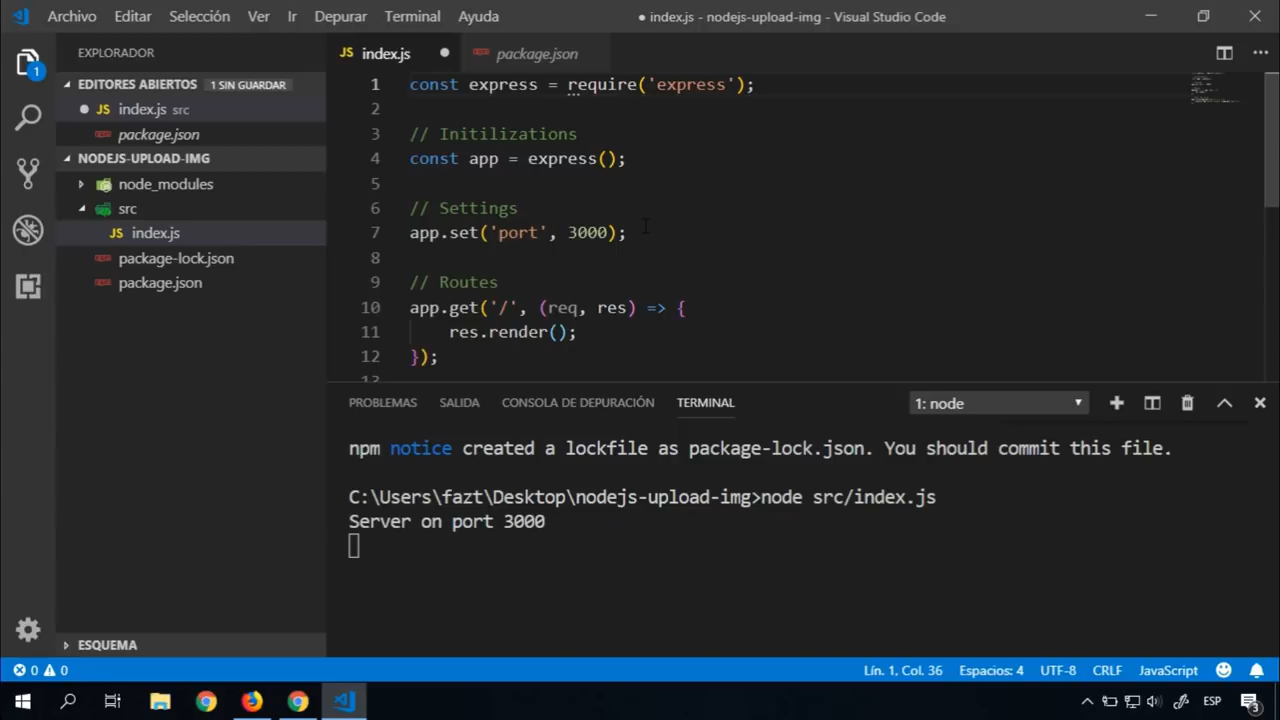 Archivo Editar Selección Ver Ir Depurar Terminal Ayuda ● index.js - nodejs-upload-img - Visual Studio Code
EXPLORADOR
EDITORES ABIERTOS 1 SIN GUARDAR
JS index.js src
package.json
NODEJS-UPLOAD-IMG
node_modules
src
JS index.js
package-lock.json
package.json
ESQUEMA
1
JS index.js ● package.json
1 const express = require('express');
2
3 // Initilizations
4 const app = express();
5
6 // Settings
7 app.set('port', 3000);
8
9 // Routes
10 app.get('/', (req, res) => {
11 res.render();
12 });
13
PROBLEMAS SALIDA CONSOLA DE DEPURACIÓN TERMINAL 1: node
npm notice created a lockfile as package-lock.json. You should commit this file.
C:\Users\fazt\Desktop\nodejs-upload-img>node src/index.js
Server on port 3000
0 0 Lín. 1, Col. 36 Espacios: 4 UTF-8 CRLF JavaScript
ESP 3